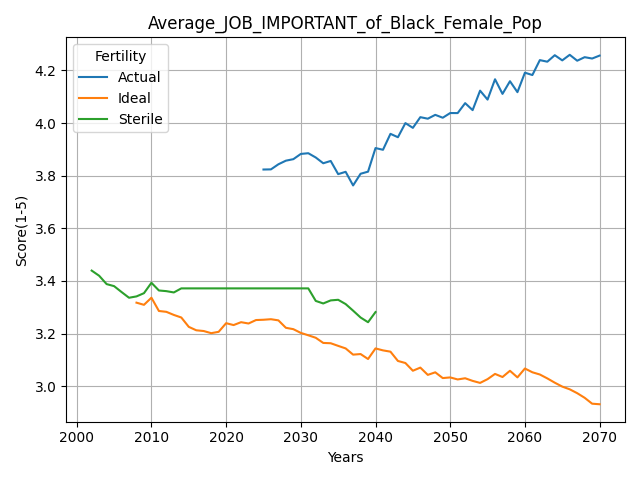 Average_JOB_IMPORTANT_of_Black_Female_Pop
Fertility
Actual
Ideal
Sterile
Score(1-5)
4.2
4.0
3.8
3.6
3.4
3.2
3.0
2000 2010 2020 2030 2040 2050 2060 2070
Years